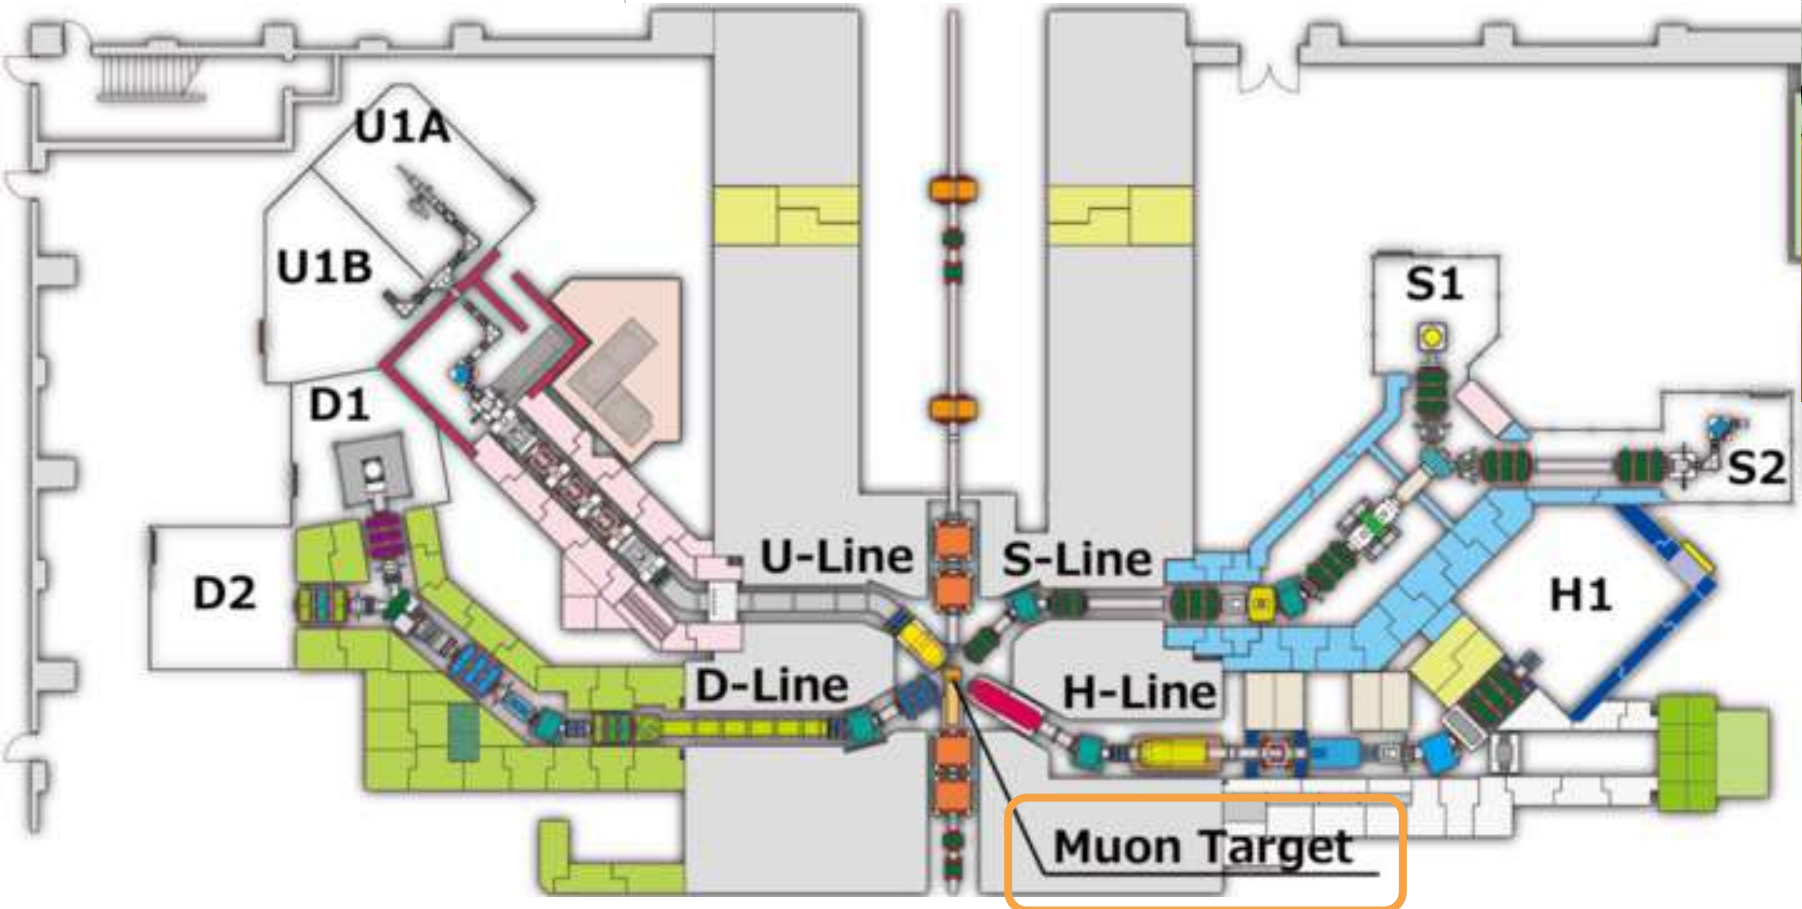 U1A
U1B
S1
D1
S2
U-Line
S-Line
D2
H1
D-Line
H-Line
Muon Target